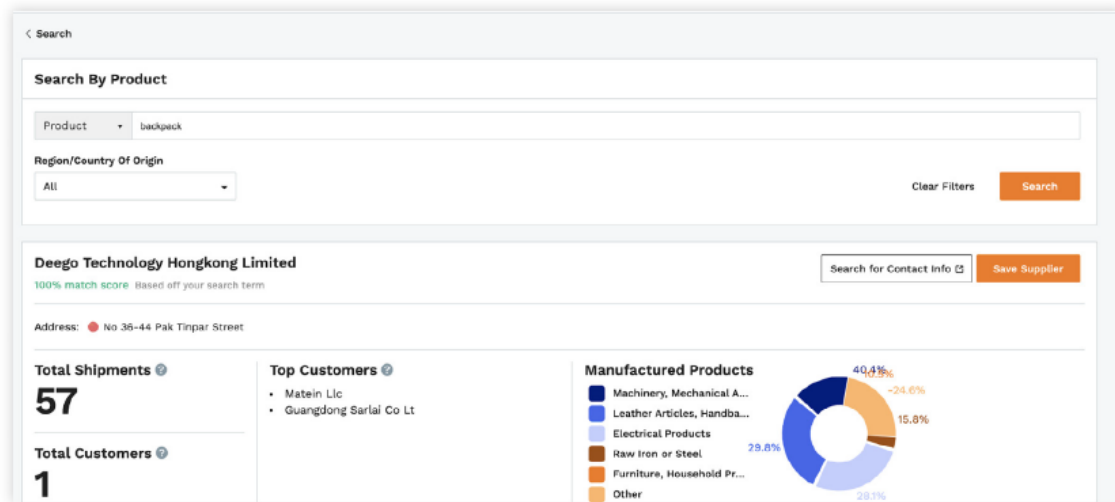 Search
Search By Product
Product
backpack
Region/Country Of Origin
All
Clear Filters
Search
Deego Technology Hongkong Limited
100% match score Based off your search term
Search for Contact Info
Save Supplier
Address: No 36-44 Pak Tinpar Street
Total Shipments ?
57
Total Customers ?
1
Top Customers ?
• Matein Llc
• Guangdong Sarlai Co Lt
Manufactured Products
Machinery, Mechanical A...
Leather Articles, Handba...
Electrical Products
Raw Iron or Steel
Furniture, Household Pr...
Other
40.4%
-24.6%
15.8%
29.8%
28.1%